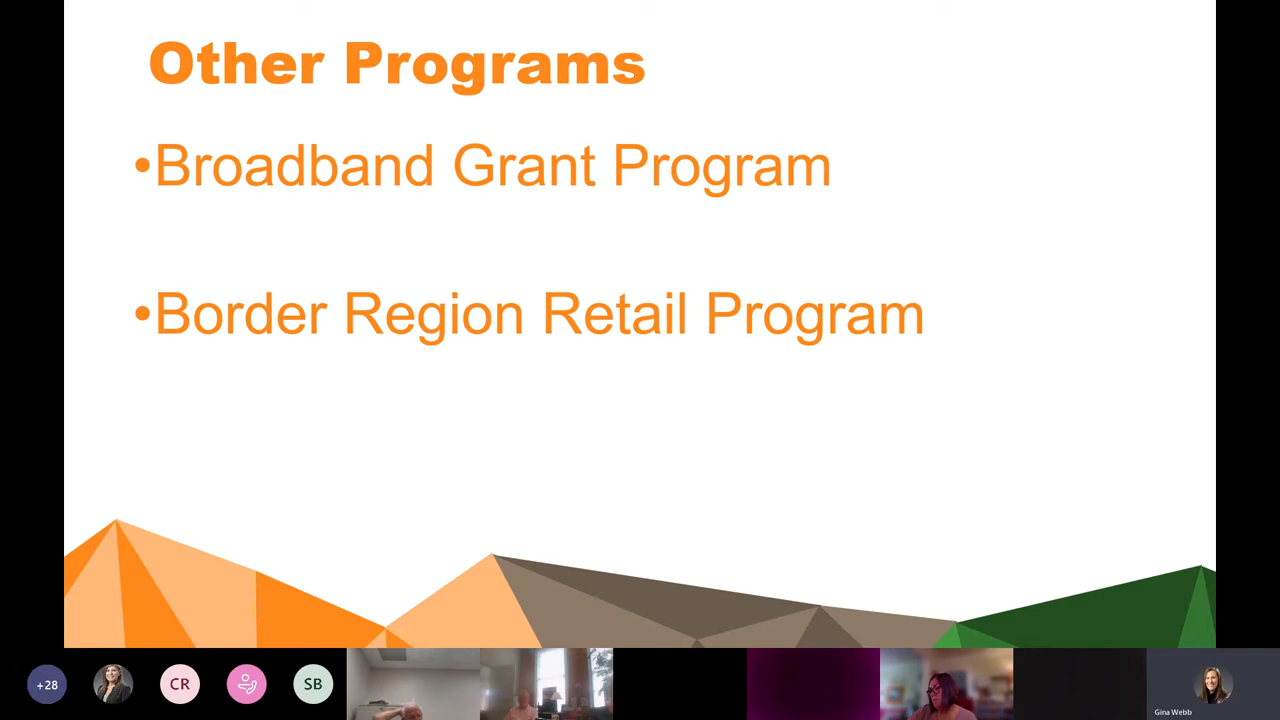 Other Programs
•Broadband Grant Program
•Border Region Retail Program
+28
CR
SB
Gina Webb